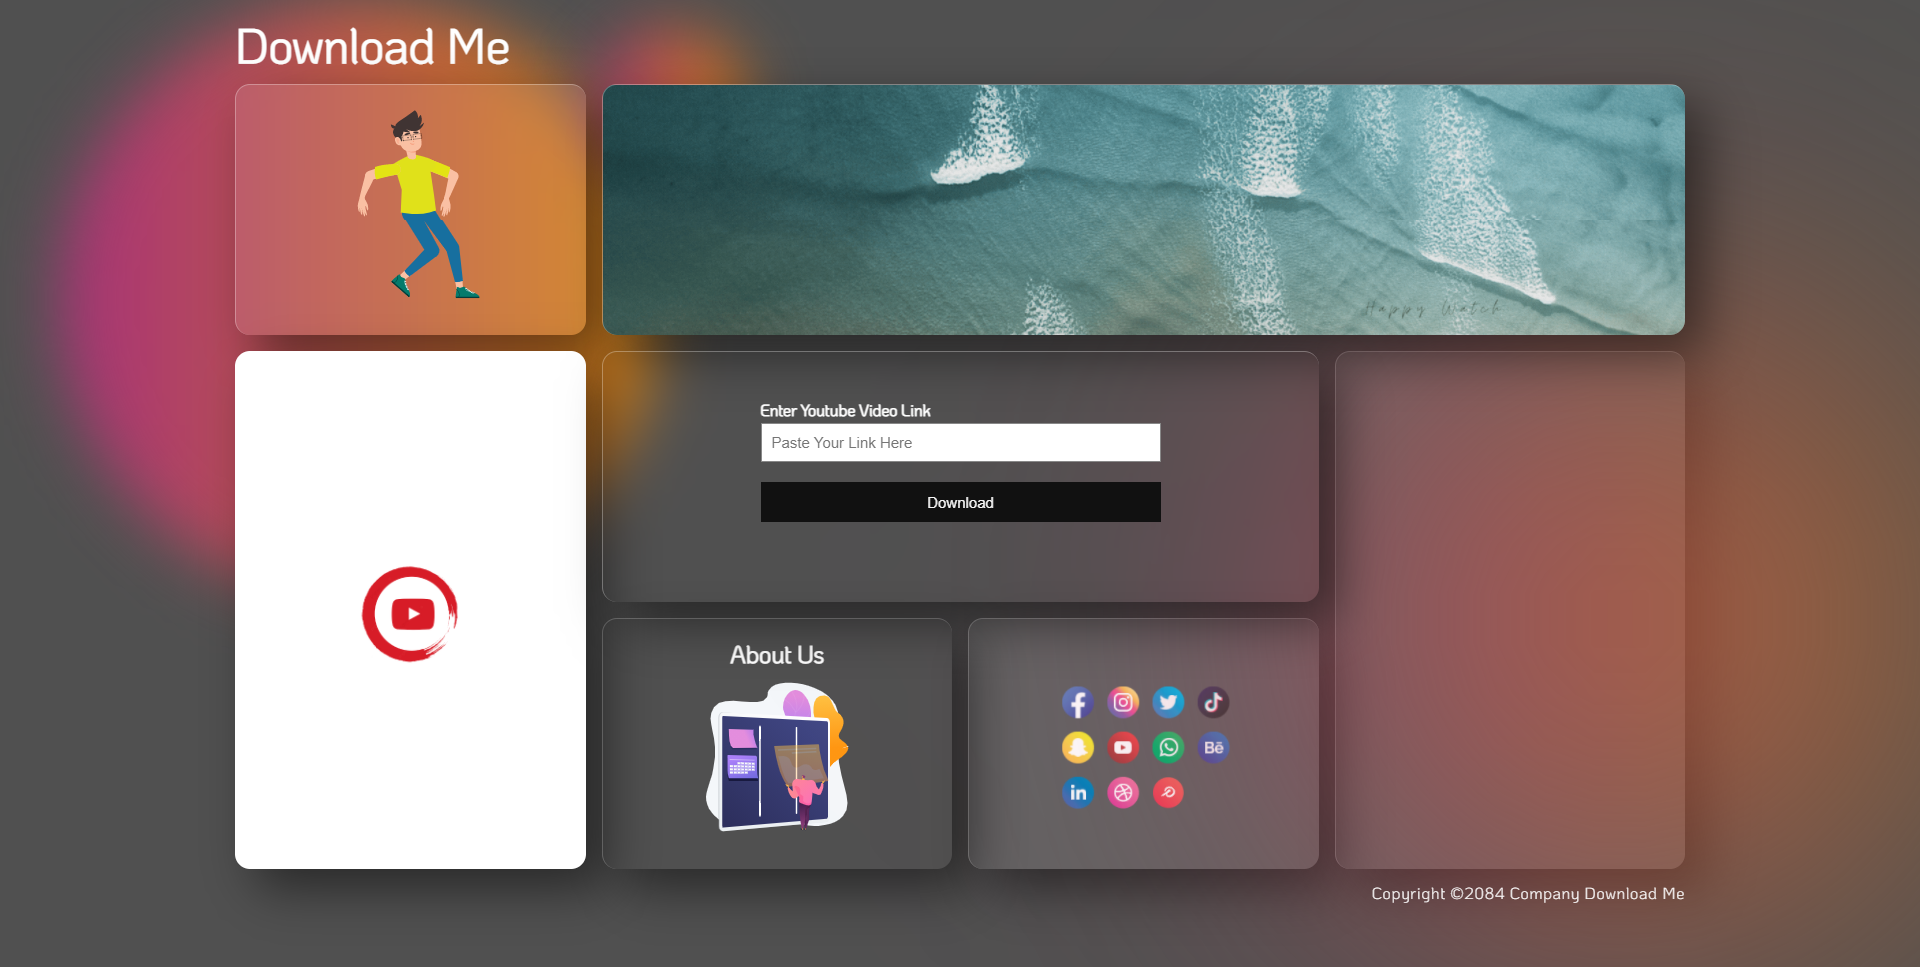 Download Me
Happy Watch
Enter Youtube Video Link
Paste Your Link Here
Download
About Us
Bē
in
Copyright ©2084 Company Download Me